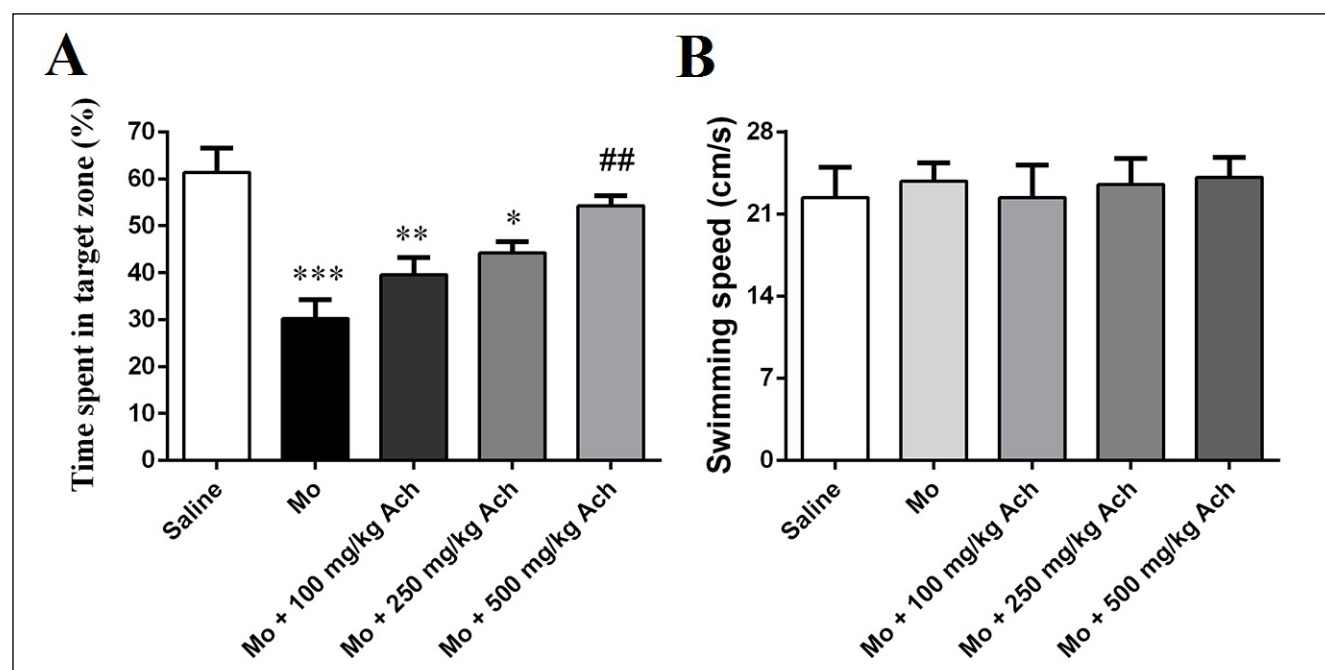 A
Time spent in target zone (%)
70
60
50
40
30
20
10
0
***
**
*
##
Saline
Mo
Mo + 100 mg/kg Ach
Mo + 250 mg/kg Ach
Mo + 500 mg/kg Ach
B
Swimming speed (cm/s)
28
21
14
7
0
Saline
Mo
Mo + 100 mg/kg Ach
Mo + 250 mg/kg Ach
Mo + 500 mg/kg Ach